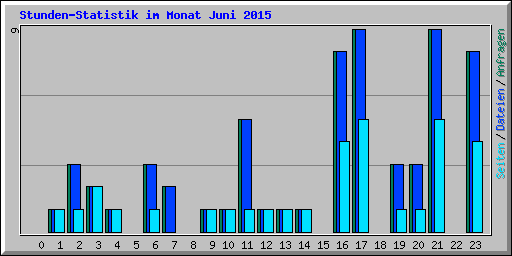 Stunden-Statistik im Monat Juni 2015
9
Seiten / Dateien / Anfragen
0 1 2 3 4 5 6 7 8 9 10 11 12 13 14 15 16 17 18 19 20 21 22 23